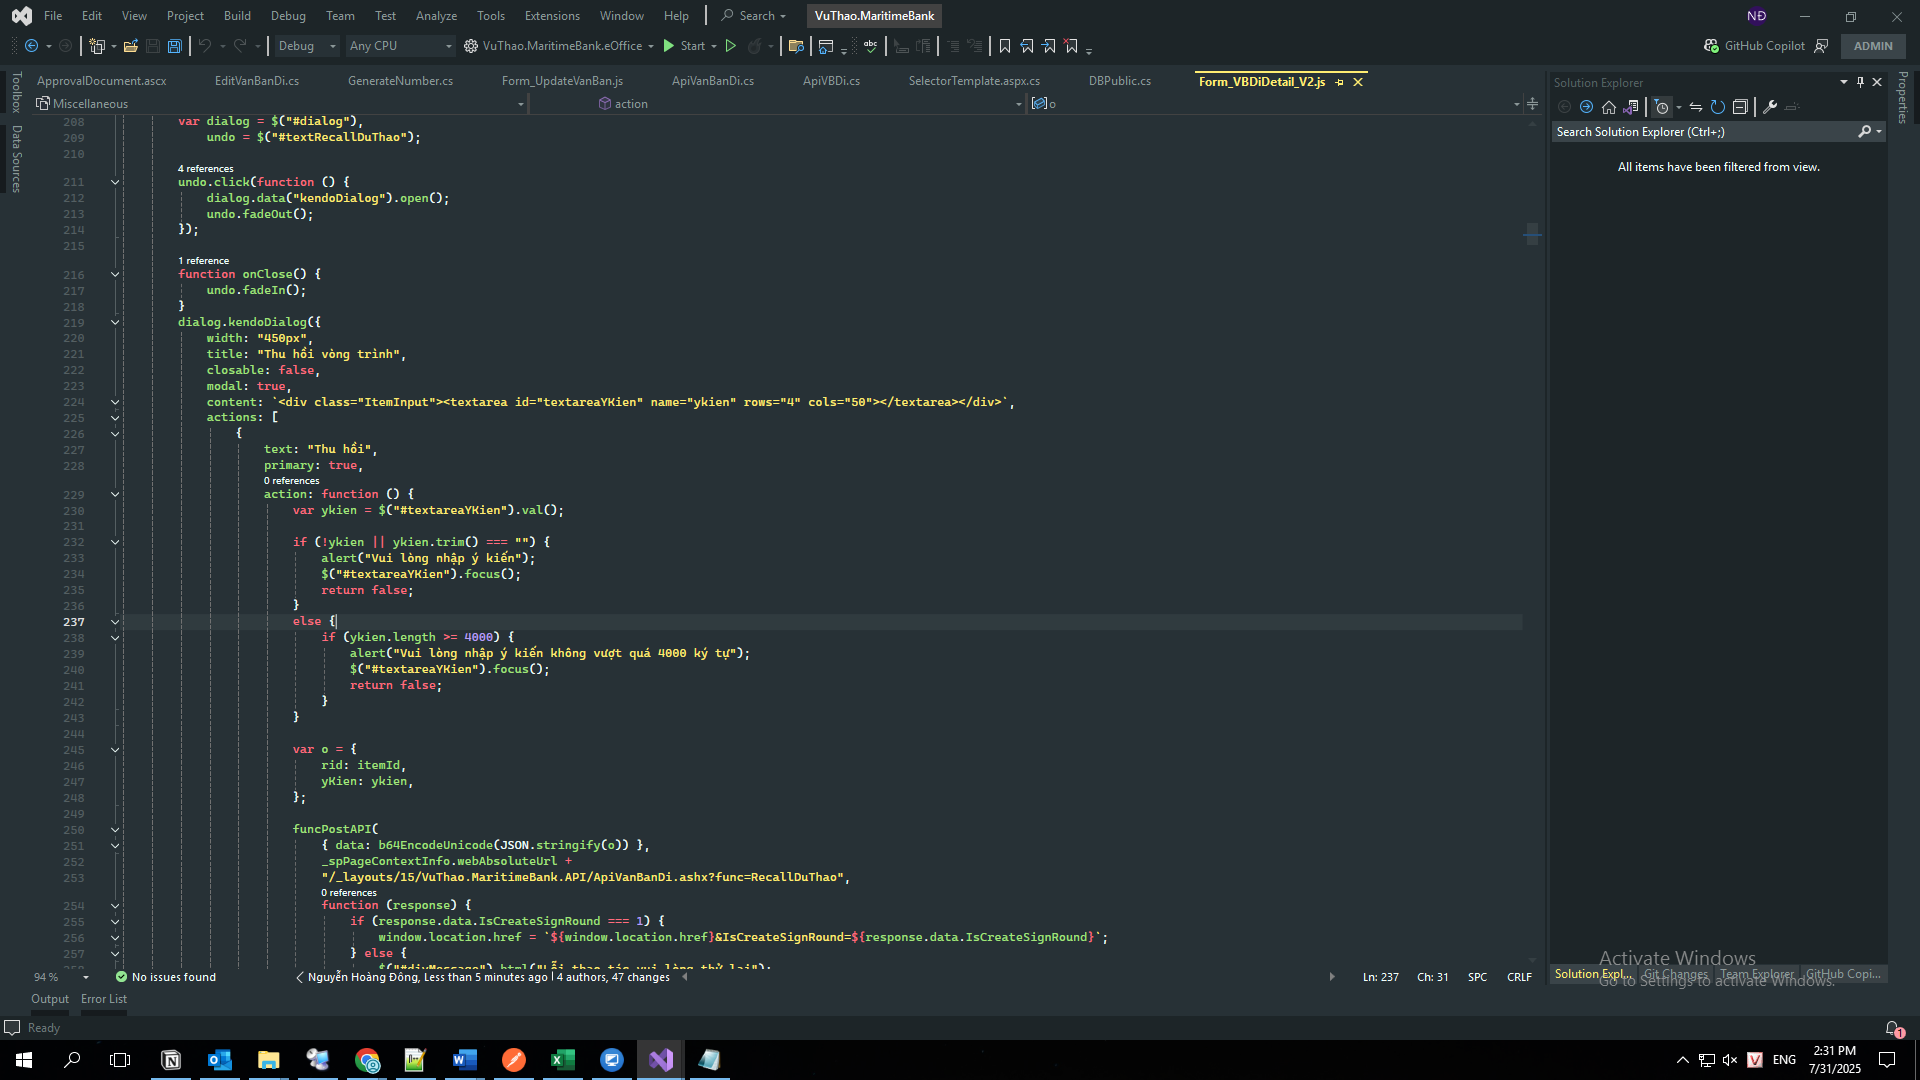 File Edit View Project Build Debug Team Test Analyze Tools Extensions Window Help Search VuThao.MaritimeBank NĐ
Debug Any CPU VuThao.MaritimeBank.eOffice Start abc GitHub Copilot ADMIN
ApprovalDocument.ascx EditVanBanDi.cs GenerateNumber.cs Form_UpdateVanBan.js ApiVanBanDi.cs ApiVBDi.cs SelectorTemplate.aspx.cs DBPublic.cs Form_VBDiDetail_V2.js
Toolbox
Data Sources
Miscellaneous action o
208 var dialog = $("#dialog"),
209 undo = $("#textRecallDuThao");
210
4 references
211 undo.click(function () {
212 dialog.data("kendoDialog").open();
213 undo.fadeOut();
214 });
215
1 reference
216 function onClose() {
217 undo.fadeIn();
218 }
219 dialog.kendoDialog({
220 width: "450px",
221 title: "Thu hồi vòng trình",
222 closable: false,
223 modal: true,
224 content: `<div class="ItemInput"><textarea id="textareaYKien" name="ykien" rows="4" cols="50"></textarea></div>`,
225 actions: [
226 {
227 text: "Thu hồi",
228 primary: true,
0 references
229 action: function () {
230 var ykien = $("#textareaYKien").val();
231
232 if (!ykien || ykien.trim() === "") {
233 alert("Vui lòng nhập ý kiến");
234 $("#textareaYKien").focus();
235 return false;
236 }
237 else {
238 if (ykien.length >= 4000) {
239 alert("Vui lòng nhập ý kiến không vượt quá 4000 ký tự");
240 $("#textareaYKien").focus();
241 return false;
242 }
243 }
244
245 var o = {
246 rid: itemId,
247 yKien: ykien,
248 };
249
250 funcPostAPI(
251 { data: b64EncodeUnicode(JSON.stringify(o)) },
252 _spPageContextInfo.webAbsoluteUrl +
253 "/_layouts/15/VuThao.MaritimeBank.API/ApiVanBanDi.ashx?func=RecallDuThao",
0 references
254 function (response) {
255 if (response.data.IsCreateSignRound === 1) {
256 window.location.href = `${window.location.href}&IsCreateSignRound=${response.data.IsCreateSignRound}`;
257 } else {
$("#divMessage").html("Lỗi thao tác vui lòng thử lại");
94 % No issues found Nguyễn Hoàng Đông, Less than 5 minutes ago | 4 authors, 47 changes Ln: 237 Ch: 31 SPC CRLF
Solution Explorer
Search Solution Explorer (Ctrl+;)
All items have been filtered from view.
Properties
Solution Expl... Git Changes Team Explorer GitHub Copi...
Activate Windows
Go to Settings to activate Windows.
Output Error List
Ready 1
ENG 2:31 PM
7/31/2025